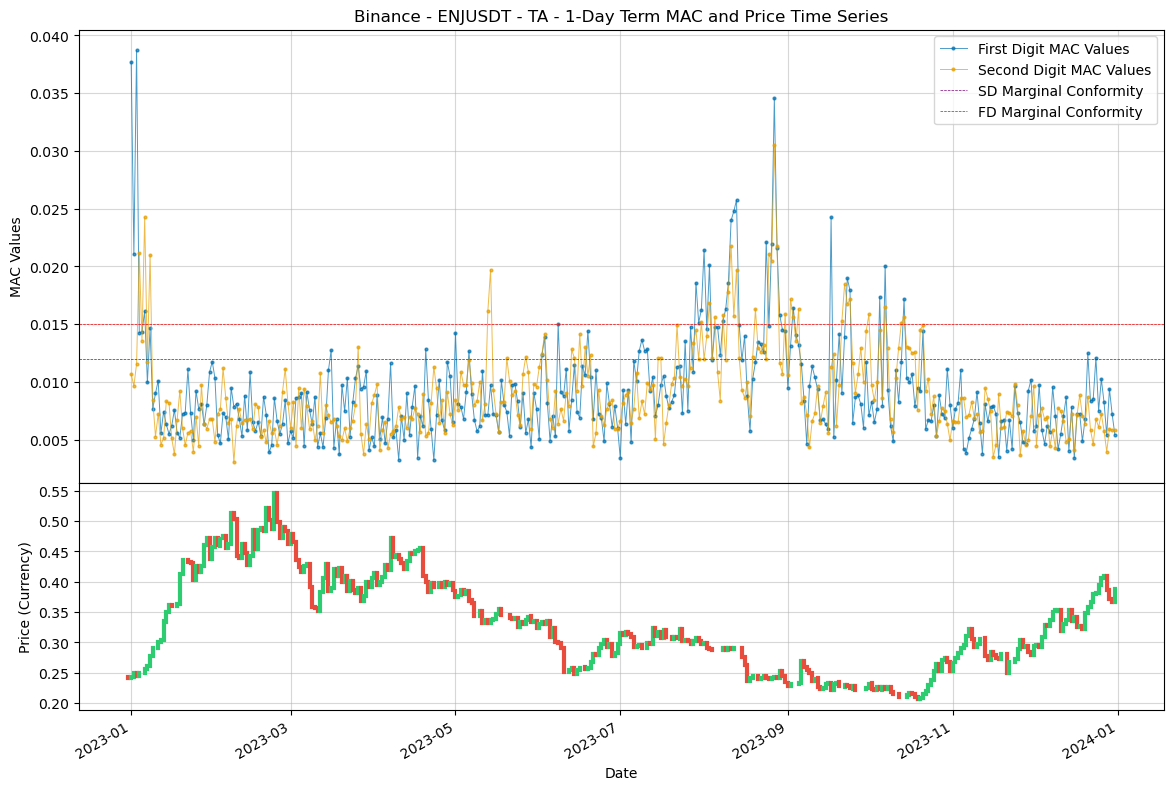 Binance - ENJUSDT - TA - 1-Day Term MAC and Price Time Series
First Digit MAC Values
Second Digit MAC Values
SD Marginal Conformity
FD Marginal Conformity
MAC Values
0.040
0.035
0.030
0.025
0.020
0.015
0.010
0.005
Price (Currency)
0.55
0.50
0.45
0.40
0.35
0.30
0.25
0.20
2023-01
2023-03
2023-05
2023-07
2023-09
2023-11
2024-01
Date